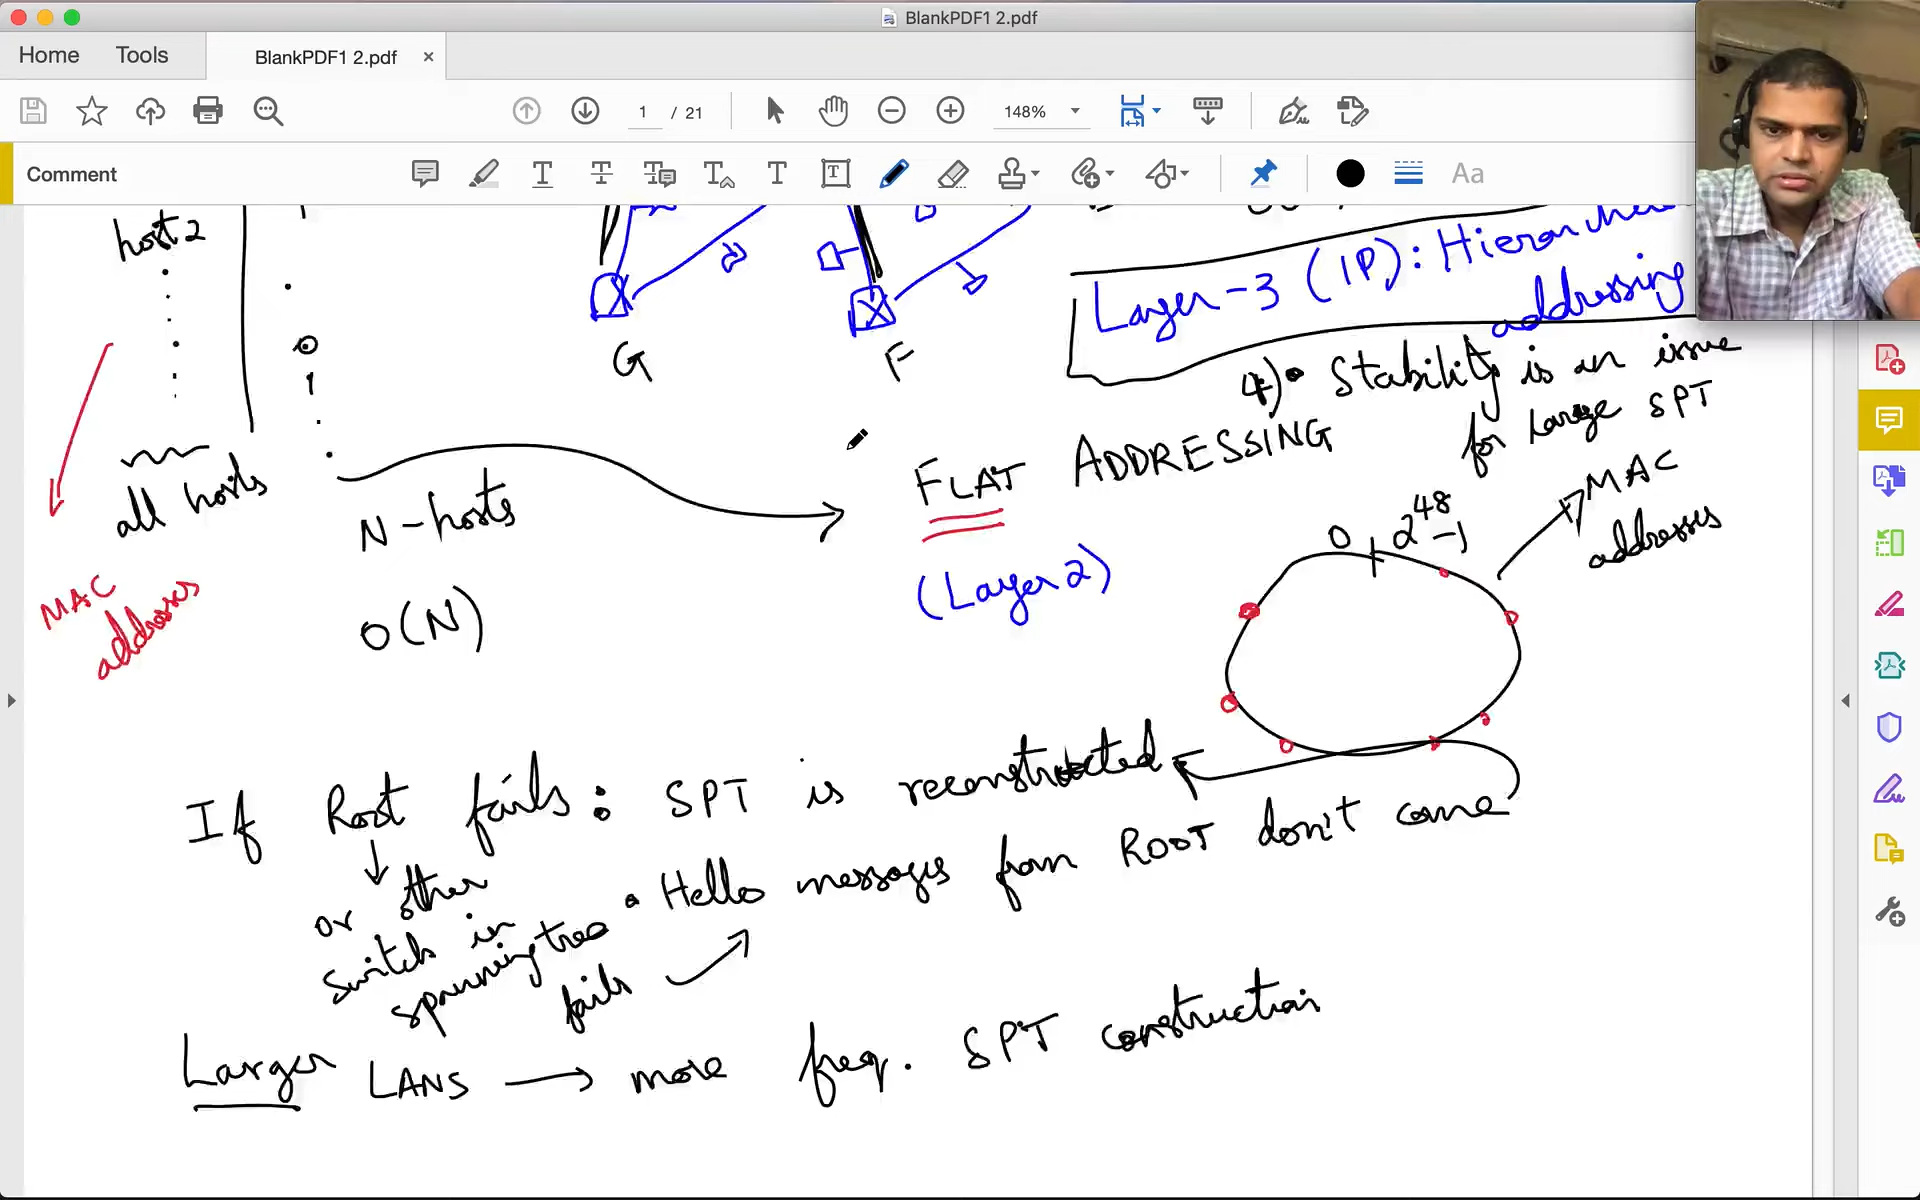 BlankPDF1 2.pdf
Home Tools BlankPDF1 2.pdf ×
1 / 21 148%
Comment Aa
host 2
G
F
Layer-3 (IP): 
addressing
4) • Stability is an issue
for large SPT
all hosts
N-hosts
O(N)
MAC
addresses
FLAT ADDRESSING
(Layer 2)
0 2^48 -1
MAC
addresses
If Root fails: SPT is reconstructed
or other
switch in
spanning tree
fails
• Hello messages from ROOT don't come
Larger LANS → more freq. SPT construction